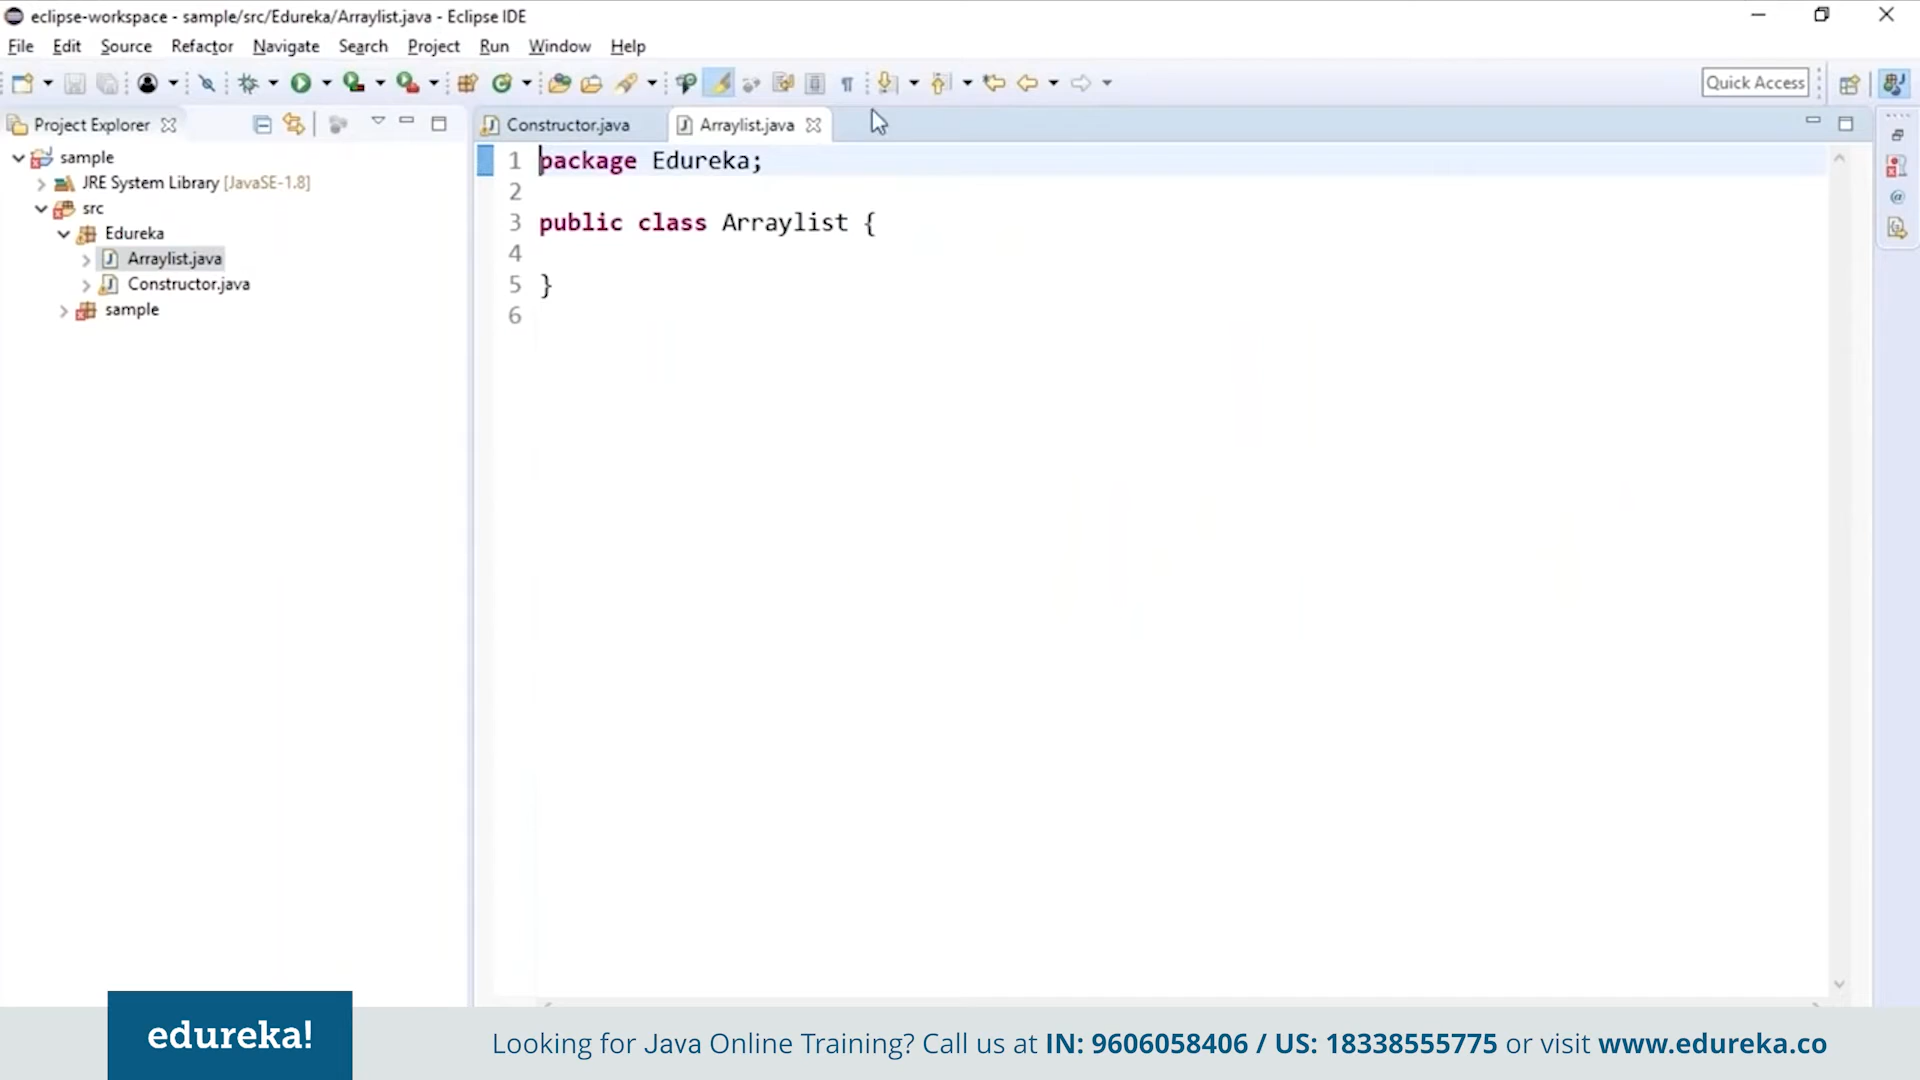 eclipse-workspace - sample/src/Edureka/Arraylist.java - Eclipse IDE
File Edit Source Refactor Navigate Search Project Run Window Help
Quick Access
Project Explorer
Constructor.java
Arraylist.java
sample
JRE System Library [JavaSE-1.8]
src
Edureka
Arraylist.java
Constructor.java
sample
1 package Edureka;
2
3 public class Arraylist {
4
5 }
6
edureka!
Looking for Java Online Training? Call us at IN: 9606058406 / US: 18338555775 or visit www.edureka.co